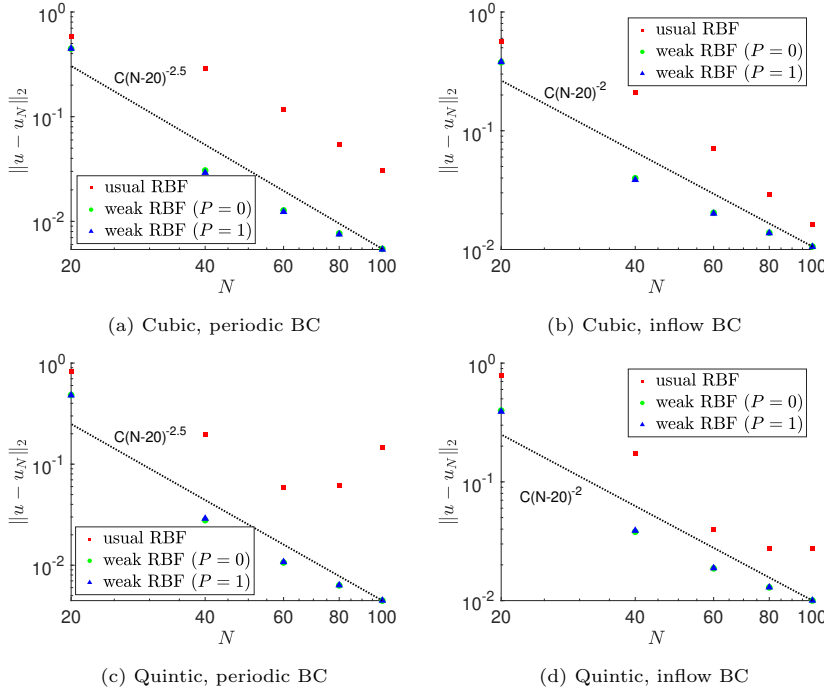 10^0
10^-1
10^-2
‖u − u_N‖_2
C(N-20)^-2.5
usual RBF
weak RBF (P = 0)
weak RBF (P = 1)
20 40 60 80 100
N
(a) Cubic, periodic BC
10^0
10^-1
10^-2
‖u − u_N‖_2
C(N-20)^-2
usual RBF
weak RBF (P = 0)
weak RBF (P = 1)
20 40 60 80 100
N
(b) Cubic, inflow BC
10^0
10^-1
10^-2
‖u − u_N‖_2
C(N-20)^-2.5
usual RBF
weak RBF (P = 0)
weak RBF (P = 1)
20 40 60 80 100
N
(c) Quintic, periodic BC
10^0
10^-1
10^-2
‖u − u_N‖_2
usual RBF
weak RBF (P = 0)
weak RBF (P = 1)
C(N-20)^-2
20 40 60 80 100
N
(d) Quintic, inflow BC